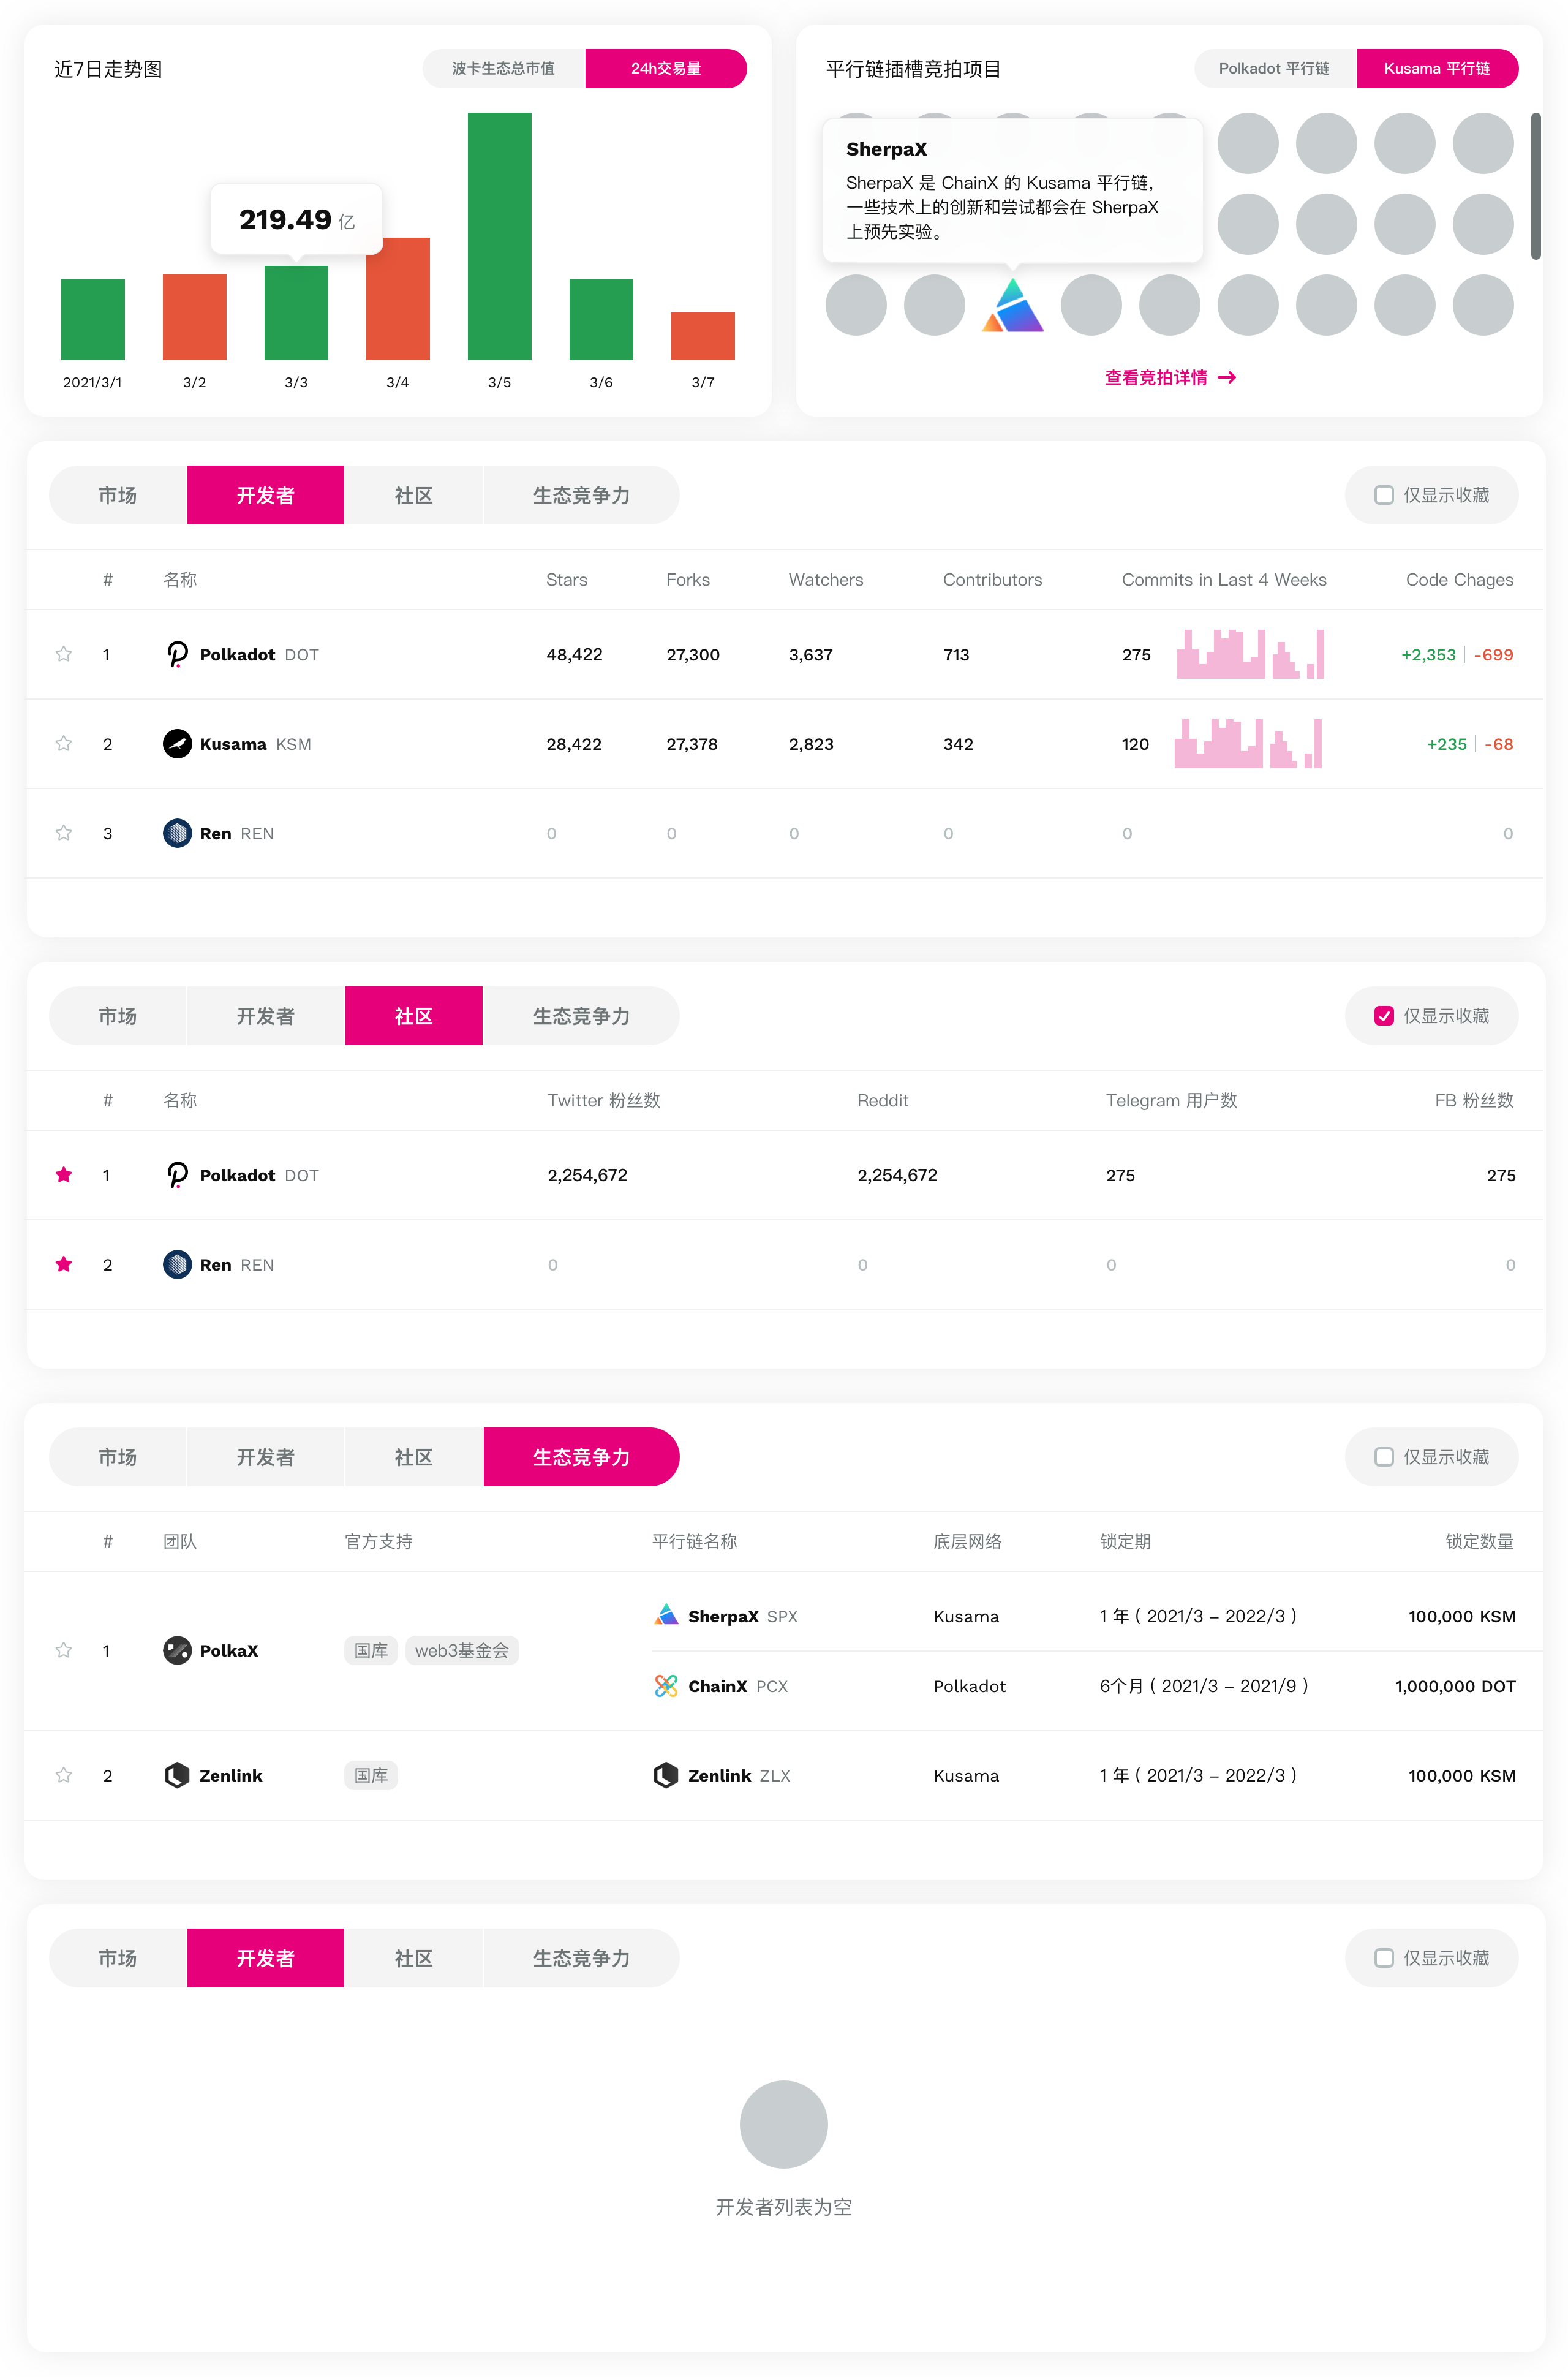 近7日走势图
波卡生态总市值 24h交易量
219.49 亿
2021/3/1 3/2 3/3 3/4 3/5 3/6 3/7
平行链插槽竞拍项目
Polkadot 平行链 Kusama 平行链
SherpaX
SherpaX 是 ChainX 的 Kusama 平行链，
一些技术上的创新和尝试都会在 SherpaX
上预先实验。
查看竞拍详情 →
市场 开发者 社区 生态竞争力 仅显示收藏
# 名称 Stars Forks Watchers Contributors Commits in Last 4 Weeks Code Chages
1 Polkadot DOT 48,422 27,300 3,637 713 275 +2,353 | -699
2 Kusama KSM 28,422 27,378 2,823 342 120 +235 | -68
3 Ren REN 0 0 0 0 0 0
市场 开发者 社区 生态竞争力 仅显示收藏
# 名称 Twitter 粉丝数 Reddit Telegram 用户数 FB 粉丝数
1 Polkadot DOT 2,254,672 2,254,672 275 275
2 Ren REN 0 0 0 0
市场 开发者 社区 生态竞争力 仅显示收藏
# 团队 官方支持 平行链名称 底层网络 锁定期 锁定数量
1 PolkaX 国库 web3基金会
SherpaX SPX Kusama 1 年 ( 2021/3 – 2022/3 ) 100,000 KSM
ChainX PCX Polkadot 6个月 ( 2021/3 – 2021/9 ) 1,000,000 DOT
2 Zenlink 国库 Zenlink ZLX Kusama 1 年 ( 2021/3 – 2022/3 ) 100,000 KSM
市场 开发者 社区 生态竞争力 仅显示收藏
开发者列表为空